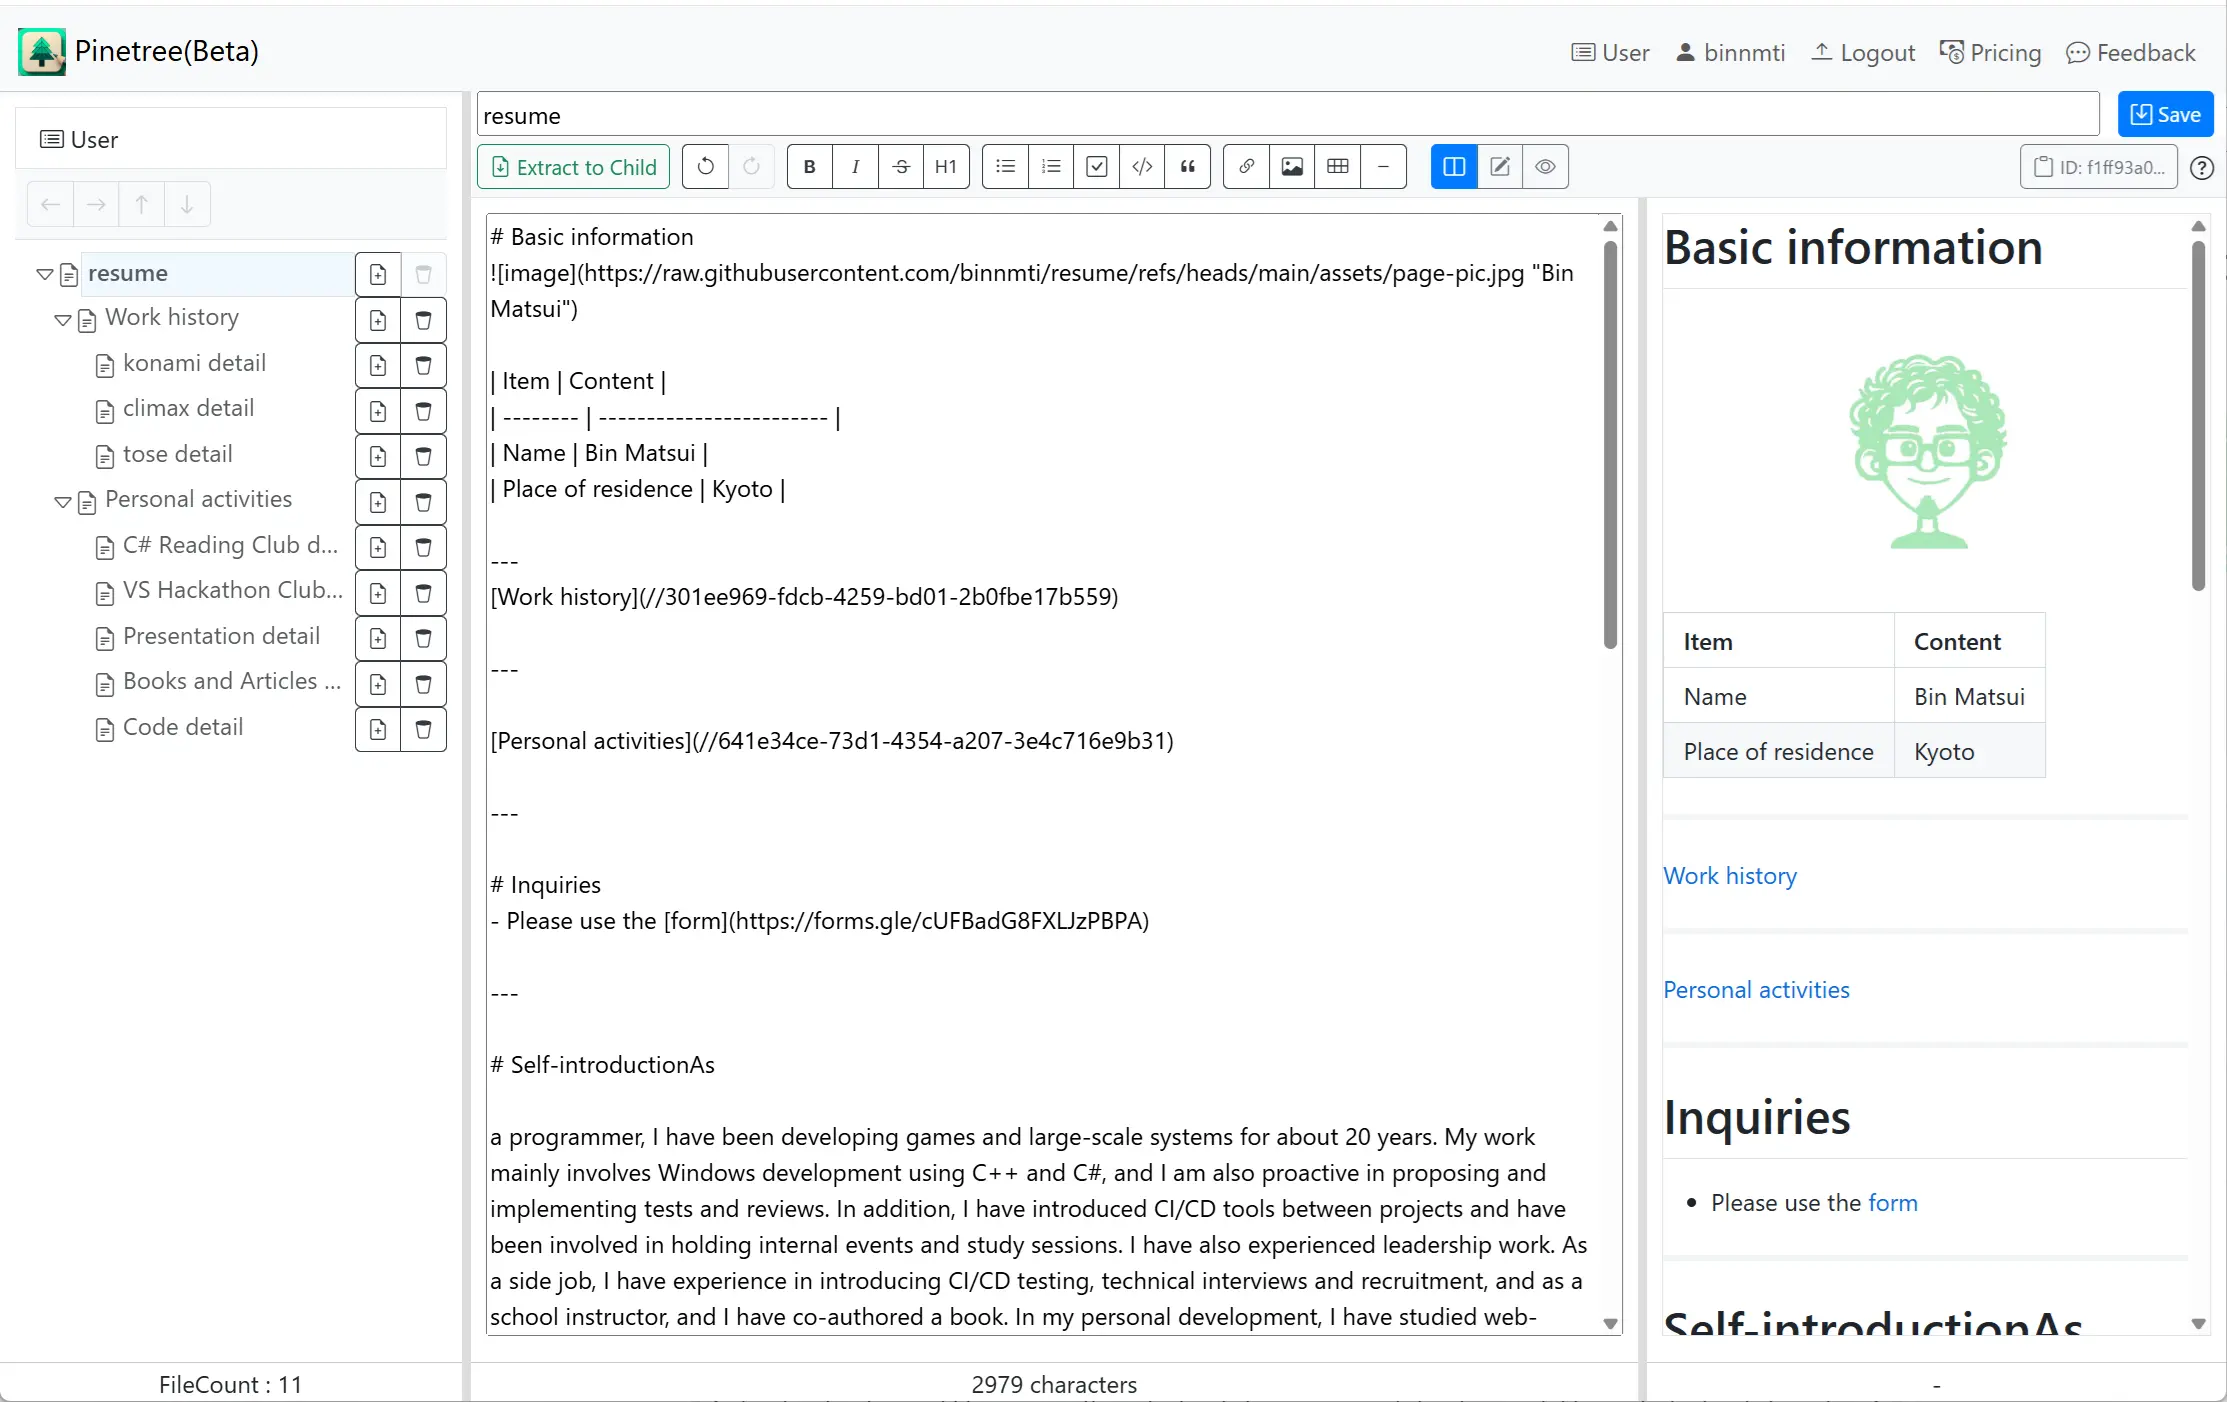 Pinetree(Beta)
User
binnmti
Logout
Pricing
Feedback
User
resume
Work history
konami detail
climax detail
tose detail
Personal activities
C# Reading Club d...
VS Hackathon Club...
Presentation detail
Books and Articles ...
Code detail
FileCount : 11
resume
Save
Extract to Child
B
I
S
H1
ID: f1ff93a0...
# Basic information
![image](https://raw.githubusercontent.com/binnmti/resume/refs/heads/main/assets/page-pic.jpg "Bin
Matsui")
| Item | Content |
| -------- | ------------------------ |
| Name | Bin Matsui |
| Place of residence | Kyoto |
---
[Work history](//301ee969-fdcb-4259-bd01-2b0fbe17b559)
---
[Personal activities](//641e34ce-73d1-4354-a207-3e4c716e9b31)
---
# Inquiries
- Please use the [form](https://forms.gle/cUFBadG8FXLJzPBPA)
---
# Self-introductionAs
a programmer, I have been developing games and large-scale systems for about 20 years. My work
mainly involves Windows development using C++ and C#, and I am also proactive in proposing and
implementing tests and reviews. In addition, I have introduced CI/CD tools between projects and have
been involved in holding internal events and study sessions. I have also experienced leadership work. As
a side job, I have experience in introducing CI/CD testing, technical interviews and recruitment, and as a
school instructor, and I have co-authored a book. In my personal development, I have studied web-
2979 characters
Basic information
Item Content
Name Bin Matsui
Place of residence Kyoto
Work history
Personal activities
Inquiries
Please use the form
Self-introductionAs
-